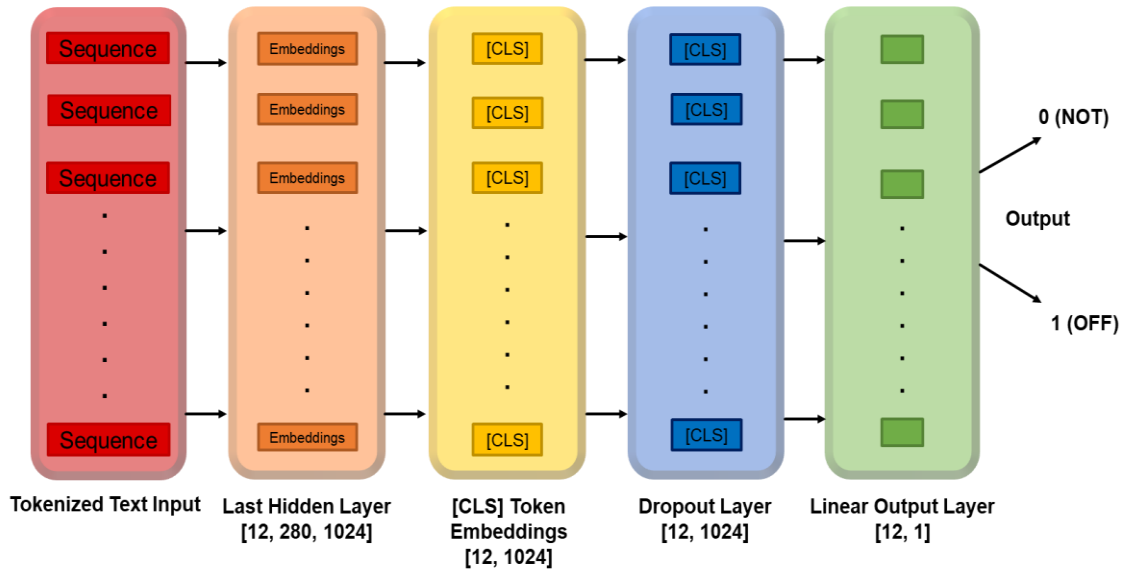 Sequence Embeddings [CLS] [CLS]
Sequence Embeddings [CLS] [CLS]
Sequence Embeddings [CLS] [CLS]
Sequence Embeddings [CLS] [CLS]
0 (NOT)
Output
1 (OFF)
Tokenized Text Input
Last Hidden Layer
[12, 280, 1024]
[CLS] Token
Embeddings
[12, 1024]
Dropout Layer
[12, 1024]
Linear Output Layer
[12, 1]